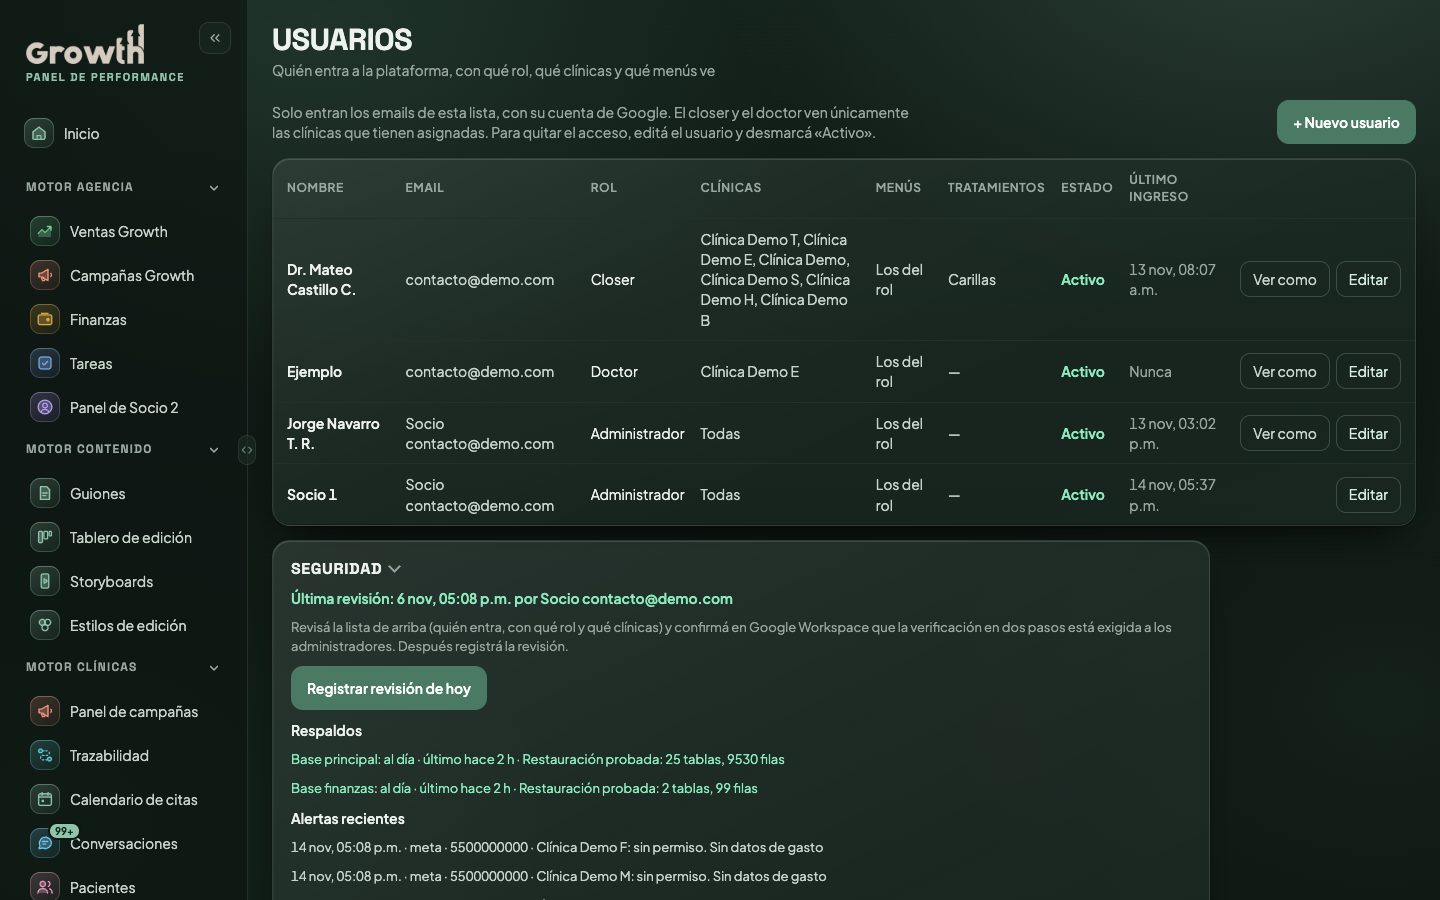 Growth
PANEL DE PERFORMANCE
Inicio
MOTOR AGENCIA
Ventas Growth
Campañas Growth
Finanzas
Tareas
Panel de Socio 2
MOTOR CONTENIDO
Guiones
Tablero de edición
Storyboards
Estilos de edición
MOTOR CLÍNICAS
Panel de campañas
Trazabilidad
Calendario de citas
99+
Conversaciones
Pacientes
USUARIOS
Quién entra a la plataforma, con qué rol, qué clínicas y qué menús ve
Solo entran los emails de esta lista, con su cuenta de Google. El closer y el doctor ven únicamente
las clínicas que tienen asignadas. Para quitar el acceso, editá el usuario y desmarcá «Activo».
+ Nuevo usuario
NOMBRE EMAIL ROL CLÍNICAS MENÚS TRATAMIENTOS ESTADO ÚLTIMO
INGRESO
Dr. Mateo
Castillo C.
contacto@demo.com
Closer
Clínica Demo T, Clínica
Demo E, Clínica Demo,
Clínica Demo S, Clínica
Demo H, Clínica Demo
B
Los del
rol
Carillas
Activo
13 nov, 08:07
a.m.
Ver como
Editar
Ejemplo
contacto@demo.com
Doctor
Clínica Demo E
Los del
rol
—
Activo
Nunca
Ver como
Editar
Jorge Navarro
T. R.
Socio
contacto@demo.com
Administrador
Todas
Los del
rol
—
Activo
13 nov, 03:02
p.m.
Ver como
Editar
Socio 1
Socio
contacto@demo.com
Administrador
Todas
Los del
rol
—
Activo
14 nov, 05:37
p.m.
Editar
SEGURIDAD
Última revisión: 6 nov, 05:08 p.m. por Socio contacto@demo.com
Revisá la lista de arriba (quién entra, con qué rol y qué clínicas) y confirmá en Google Workspace que la verificación en dos pasos está exigida a los
administradores. Después registrá la revisión.
Registrar revisión de hoy
Respaldos
Base principal: al día · último hace 2 h · Restauración probada: 25 tablas, 9530 filas
Base finanzas: al día · último hace 2 h · Restauración probada: 2 tablas, 99 filas
Alertas recientes
14 nov, 05:08 p.m. · meta · 5500000000 · Clínica Demo F: sin permiso. Sin datos de gasto
14 nov, 05:08 p.m. · meta · 5500000000 · Clínica Demo M: sin permiso. Sin datos de gasto